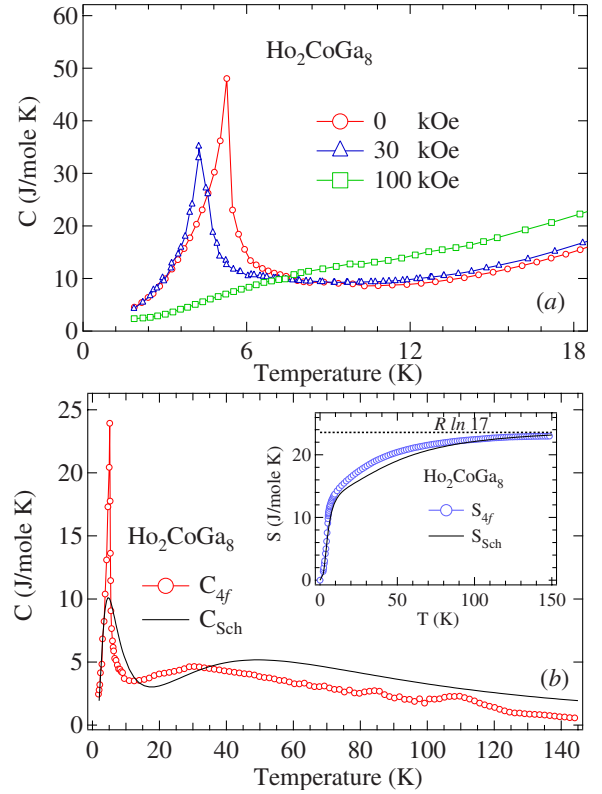 60
50
40
30
20
10
0
C (J/mole K)
Ho₂CoGa₈
0 kOe
30 kOe
100 kOe
(a)
0 6 12 18
Temperature (K)
25
20
15
10
5
0
C (J/mole K)
Ho₂CoGa₈
C₄f
C_Sch
R ln 17
20
10
0
S (J/mole K)
Ho₂CoGa₈
S₄f
S_Sch
0 50 100 150
T (K)
(b)
0 20 40 60 80 100 120 140
Temperature (K)